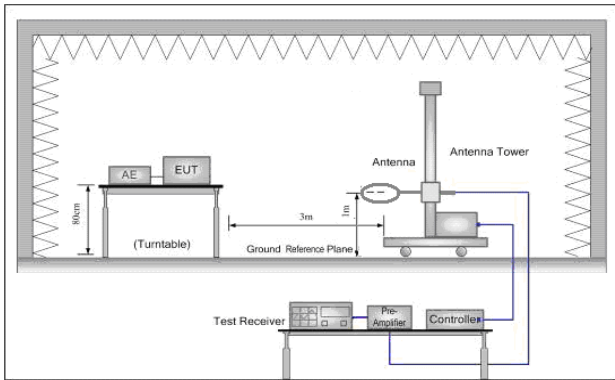 AE
EUT
80cm
(Turntable)
3m
1m
Antenna
Antenna Tower
Ground Reference Plane
Test Receiver
Pre-
Amplifier
Controller